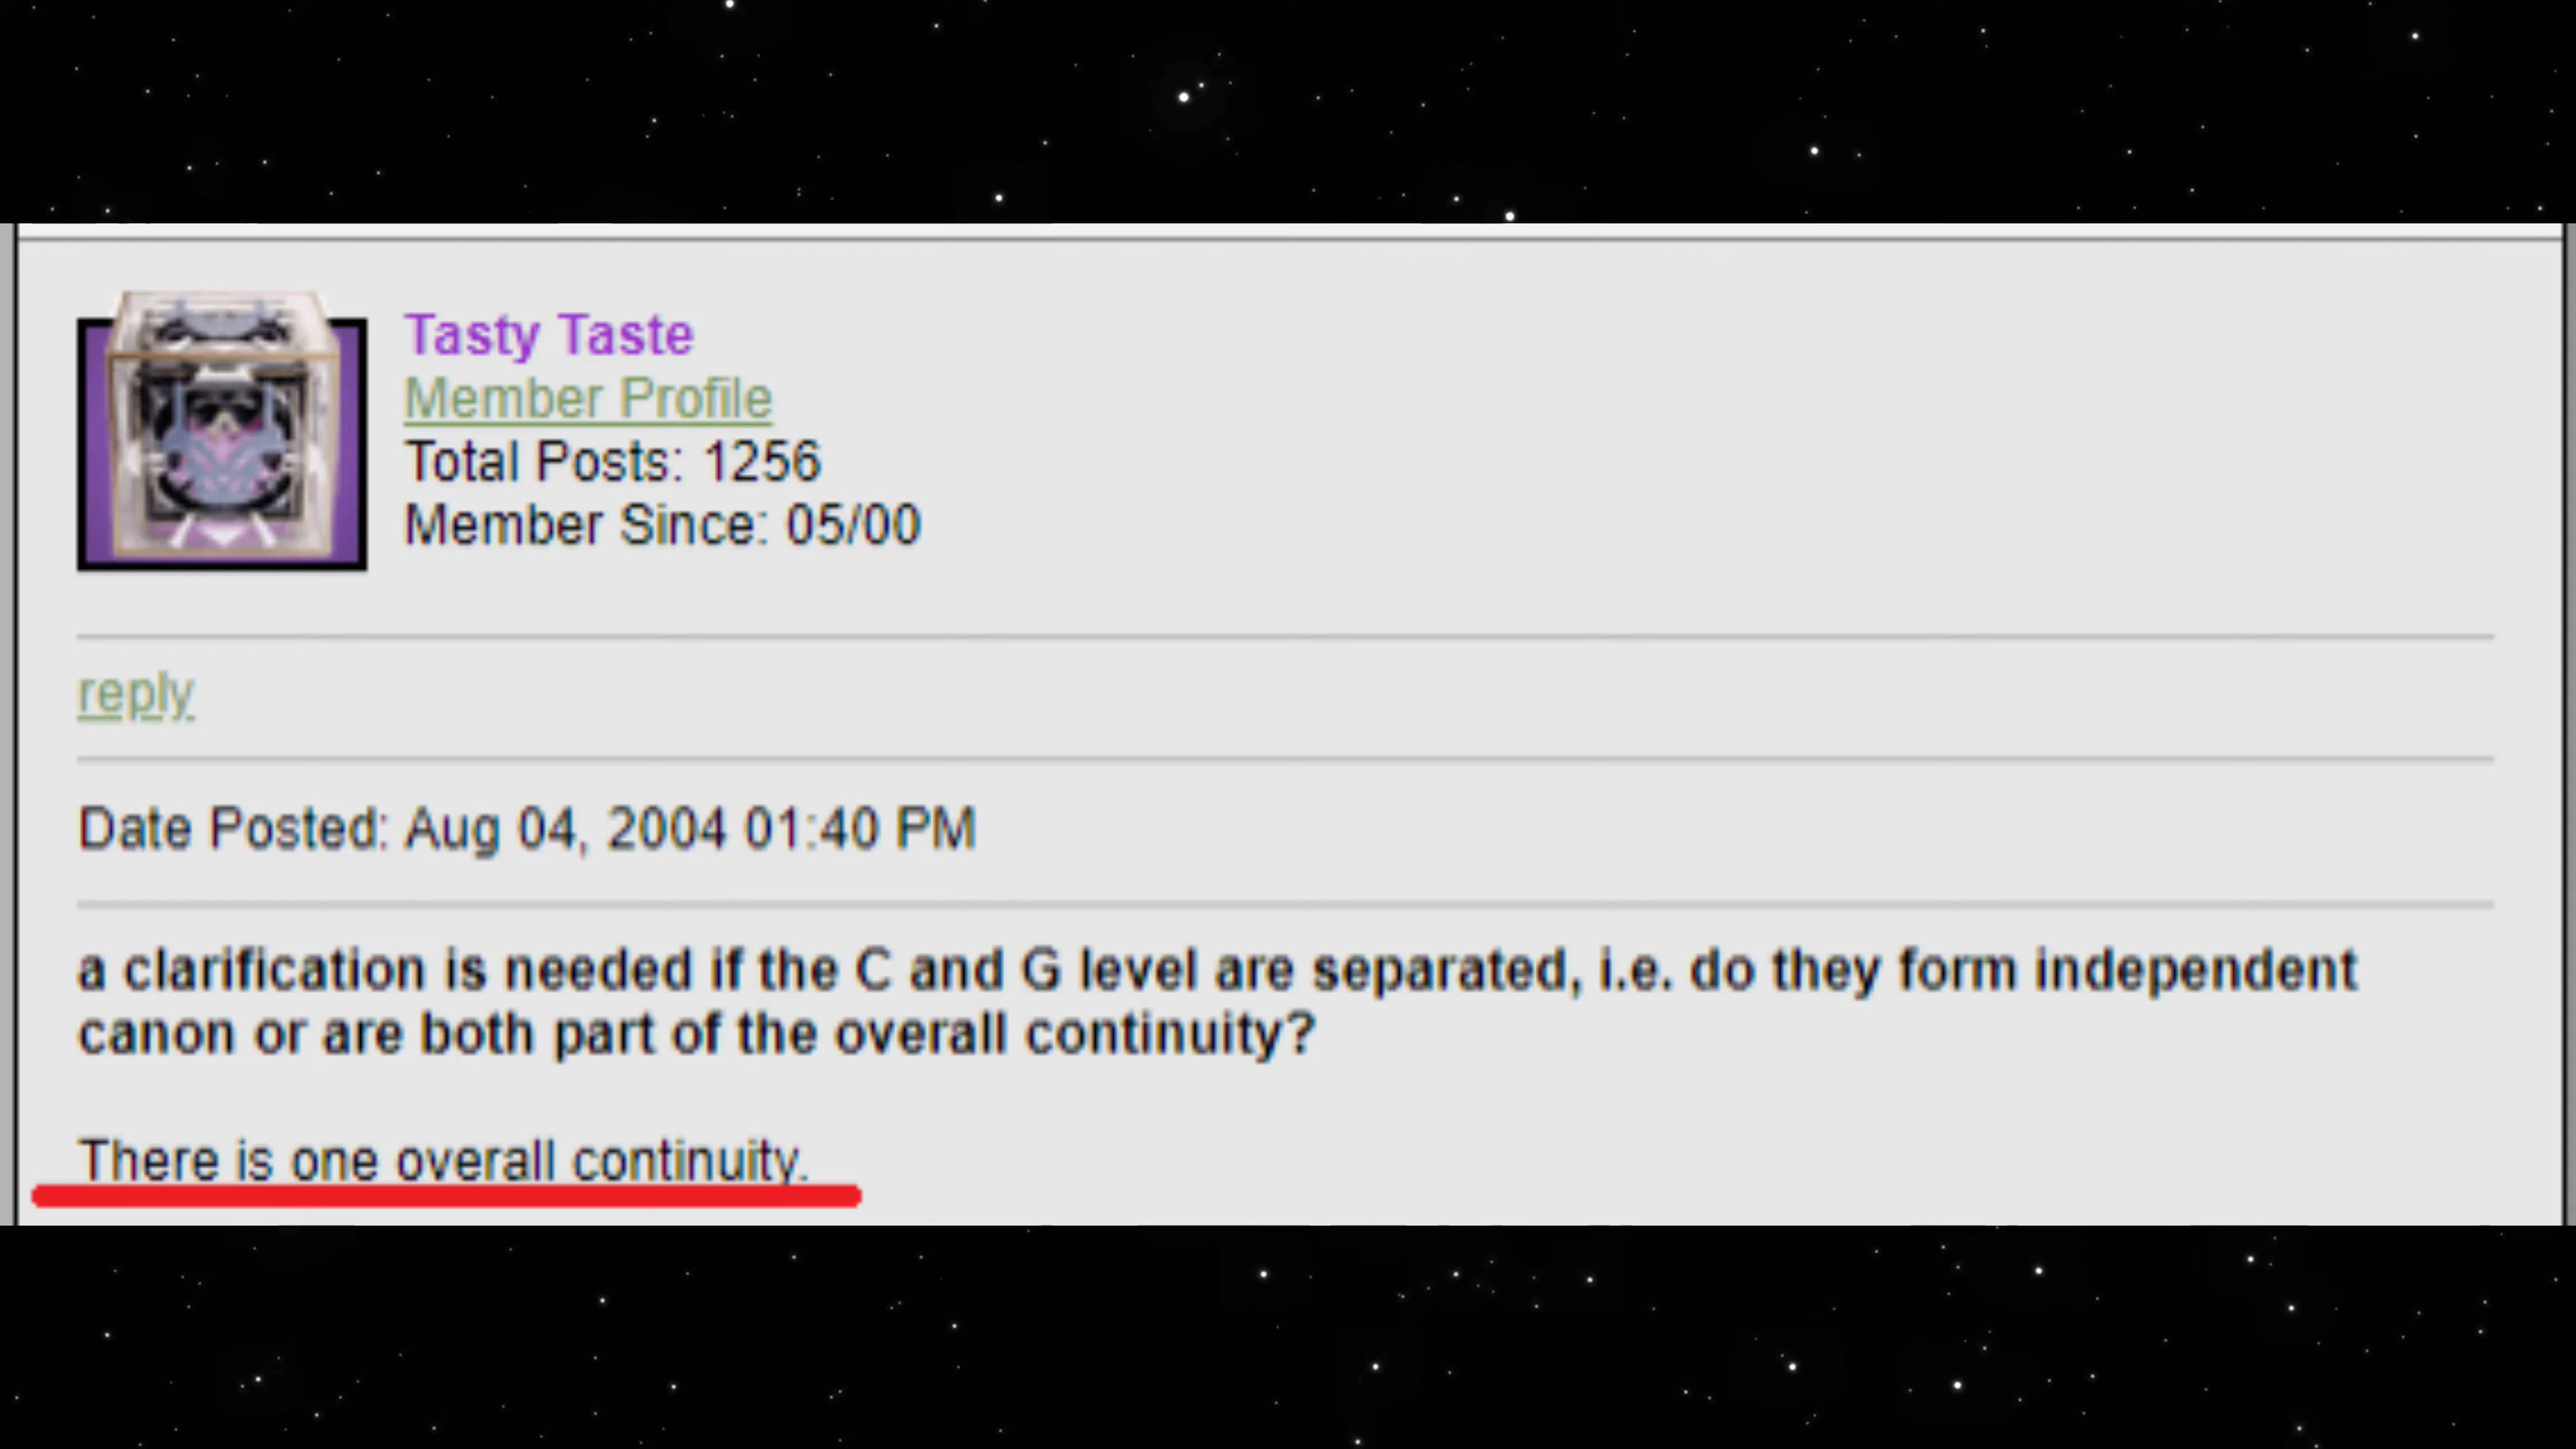 Tasty Taste
Member Profile
Total Posts: 1256
Member Since: 05/00
reply
Date Posted: Aug 04, 2004 01:40 PM
a clarification is needed if the C and G level are separated, i.e. do they form independent
canon or are both part of the overall continuity?
There is one overall continuity.